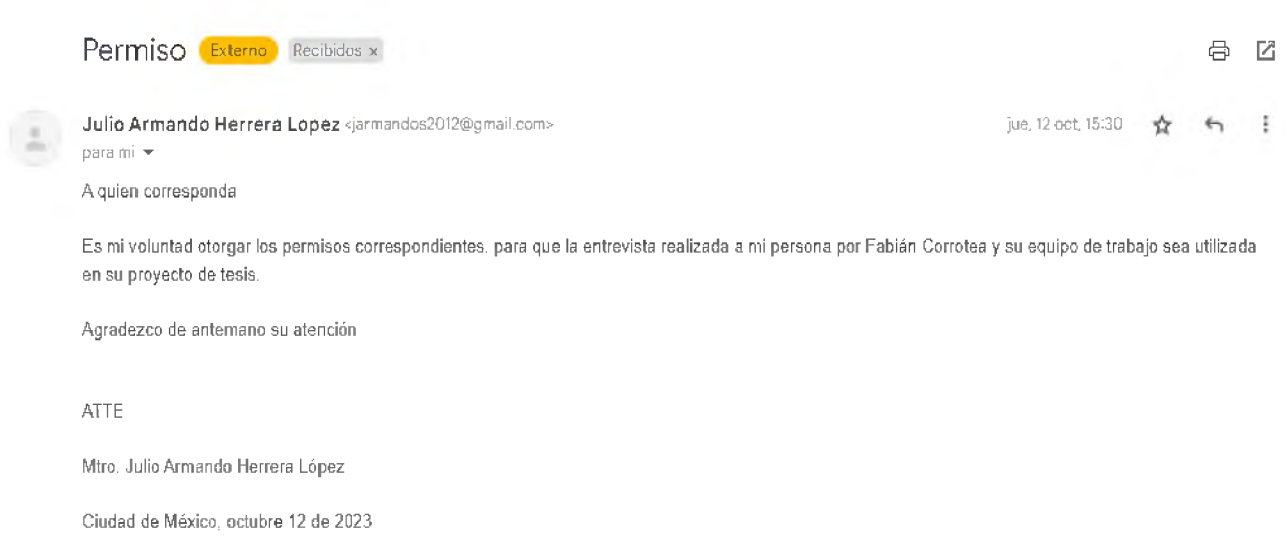 Permiso Externo Recibidos x
Julio Armando Herrera Lopez <jarmandos2012@gmail.com> jue, 12 oct, 15:30
para mi
A quien corresponda
Es mi voluntad otorgar los permisos correspondientes. para que la entrevista realizada a mi persona por Fabián Corrotea y su equipo de trabajo sea utilizada
en su proyecto de tesis.
Agradezco de antemano su atención
ATTE
Mtro. Julio Armando Herrera López
Ciudad de México, octubre 12 de 2023